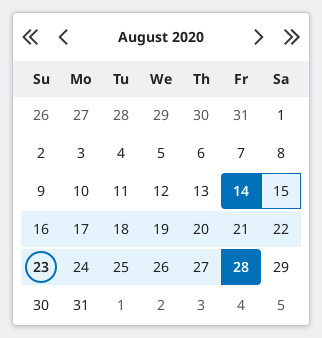 August 2020
Su Mo Tu We Th Fr Sa
26 27 28 29 30 31 1
2 3 4 5 6 7 8
9 10 11 12 13 14 15
16 17 18 19 20 21 22
23 24 25 26 27 28 29
30 31 1 2 3 4 5